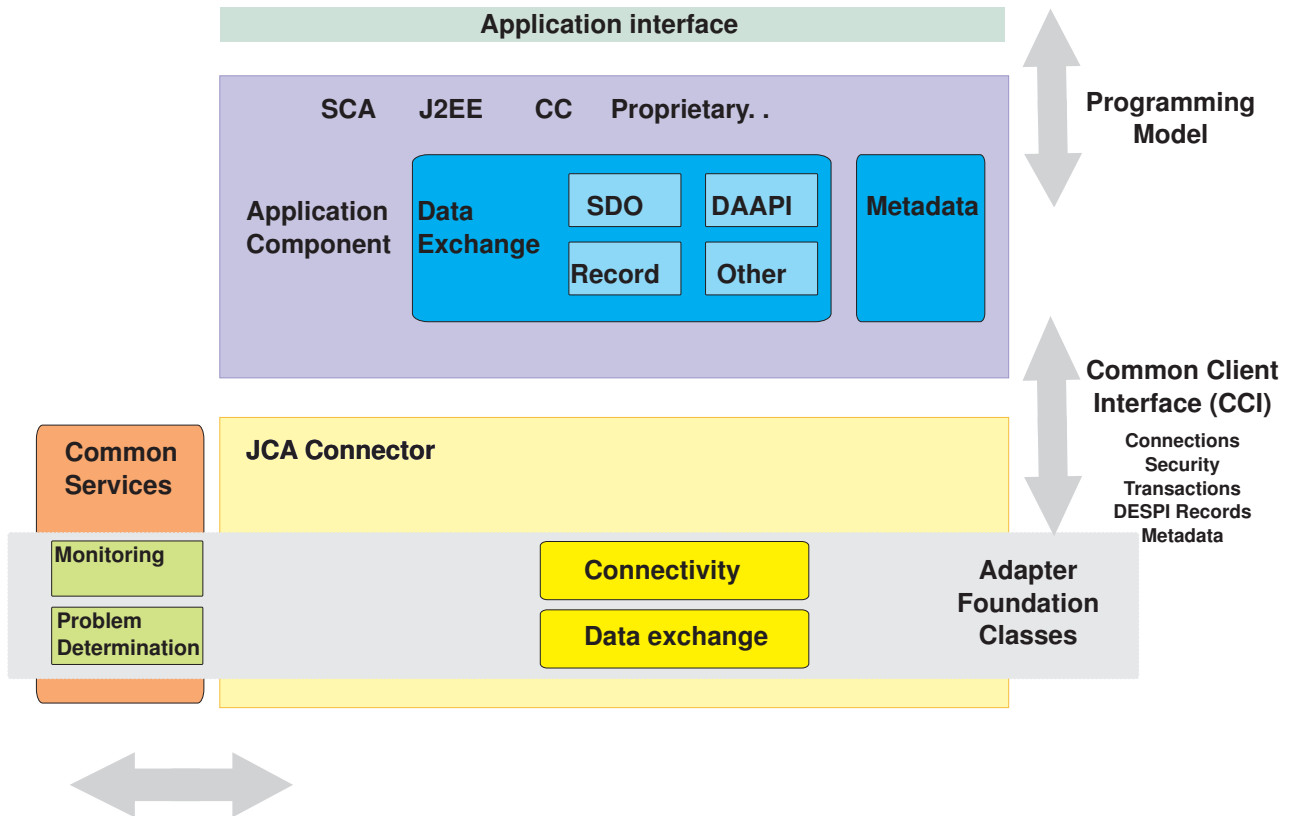 Application interface
SCA J2EE CC Proprietary. .
Programming
Model
Application
Component
Data
Exchange
SDO
DAAPI
Record
Other
Metadata
Common Client
Interface (CCI)
Connections
Security
Transactions
DESPI Records
Metadata
Common
Services
JCA Connector
Monitoring
Problem
Determination
Connectivity
Data exchange
Adapter
Foundation
Classes